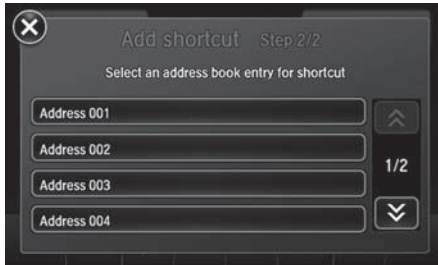 Add shortcut Step 2/2
Select an address book entry for shortcut
Address 001
Address 002
1/2
Address 003
Address 004